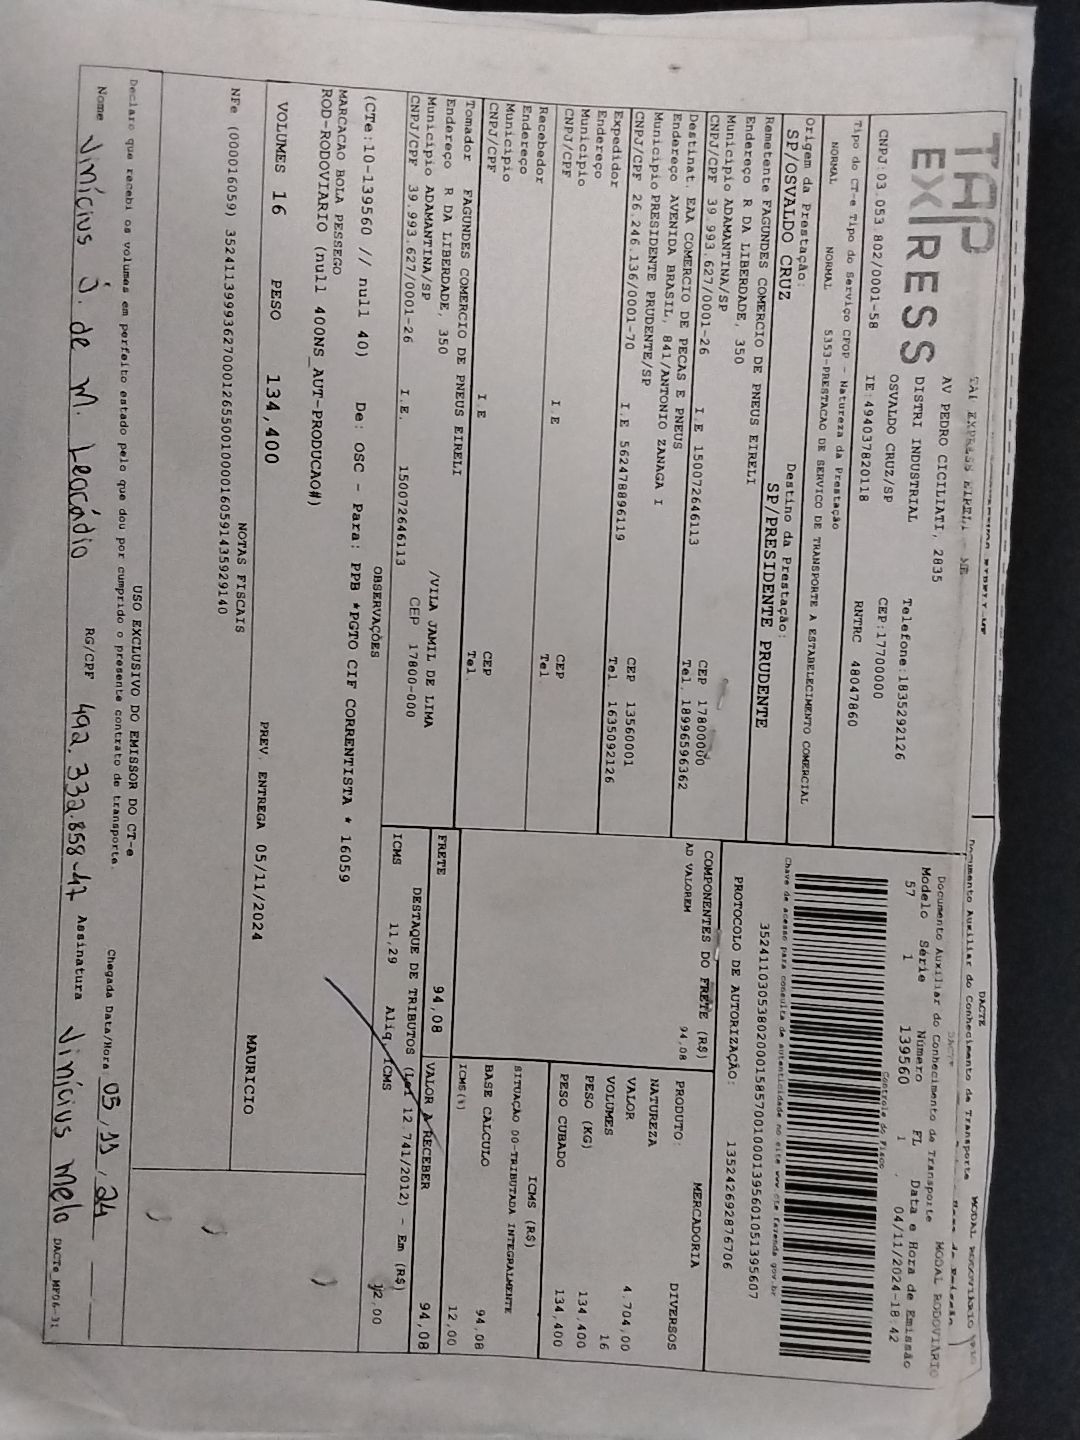 DACTE
Documento Auxiliar do Conhecimento de Transporte
TAP
EXPRESS
TAP EXPRESS EIRELI - ME
AV PEDRO CICILIATI, 2835
DISTRI INDUSTRIAL
OSVALDO CRUZ/SP
Telefone:1835292126
CEP:17700000
CNPJ:03.053.802/0001-58
IE:494037820118
RNTRC 48047860
Documento Auxiliar do Conhecimento de Transporte
MODAL RODOVIARIO
Modelo Série Número FL Data e Hora de Emissão
57 1 139560 1 04/11/2024-18:42
Controle do Fisco
Tipo do CT-e Tipo do Serviço CFOP - Natureza da Prestação
NORMAL NORMAL 5353-PRESTACAO DE SERVICO DE TRANSPORTE A ESTABELECIMENTO COMERCIAL
Chave de acesso para consulta de autenticidade no site www.cte.fazenda.gov.br
35241103053802000158570010001395601051395607
PROTOCOLO DE AUTORIZAÇÃO: 135242692876706
Origem da Prestação:
SP/OSVALDO CRUZ
Destino da Prestação:
SP/PRESIDENTE PRUDENTE
Remetente FAGUNDES COMERCIO DE PNEUS EIRELI
Endereço R DA LIBERDADE, 350
Município ADAMANTINA/SP CEP 17800000
CNPJ/CPF 39.993.627/0001-26 I.E 150072646113 Tel. 18996596362
Destinat. EAA COMERCIO DE PECAS E PNEUS
Endereço AVENIDA BRASIL, 841/ANTONIO ZANAGA I
Município PRESIDENTE PRUDENTE/SP CEP 13560001
CNPJ/CPF 26.246.136/0001-70 I.E 562478896119 Tel. 1635092126
Expedidor
Endereço
Município CEP
CNPJ/CPF I.E Tel.
Recebedor
Endereço
Município CEP
CNPJ/CPF I.E Tel.
Tomador FAGUNDES COMERCIO DE PNEUS EIRELI
Endereço R DA LIBERDADE, 350 /VILA JAMIL DE LIMA
Município ADAMANTINA/SP CEP 17800-000
CNPJ/CPF 39.993.627/0001-26 I.E. 150072646113
COMPONENTES DO FRETE (R$)
AD VALOREM 94,08
FRETE 94,08 VALOR A RECEBER 94,08
PRODUTO: MERCADORIA
NATUREZA DIVERSOS
VALOR 4.704,00
VOLUMES 16
PESO (KG) 134,400
PESO CUBADO 134,400
ICMS (R$)
SITUAÇÃO 00-TRIBUTADA INTEGRALMENTE
BASE CÁLCULO 94,08
ICMS(%) 12,00
DESTAQUE DE TRIBUTOS (Lei 12.741/2012) - Em (R$)
ICMS 11,29 Aliq. ICMS 12,00
OBSERVAÇÕES
(CTe:10-139560 // null 40) De: OSC - Para: PPB *PGTO CIF CORRENTISTA * 16059
MARCACAO BOLA PESSEGO
ROD-RODOVIARIO (null 400NS_AUT-PRODUCAO#)
VOLUMES 16 PESO 134,400 PREV. ENTREGA 05/11/2024 MAURICIO
NOTAS FISCAIS
NFe (000016059) 35241139993627000126550010000160591435929140
USO EXCLUSIVO DO EMISSOR DO CT-e
Declaro que recebi os volumes em perfeito estado pelo que dou por cumprido o presente contrato de transporte.
Chegada Data/Hora: 05/11/24
Nome Vinícius J. de M. Leocádio RG/CPF 492.332.858-47 Assinatura Vinícius Melo
DACTe_MF06-31